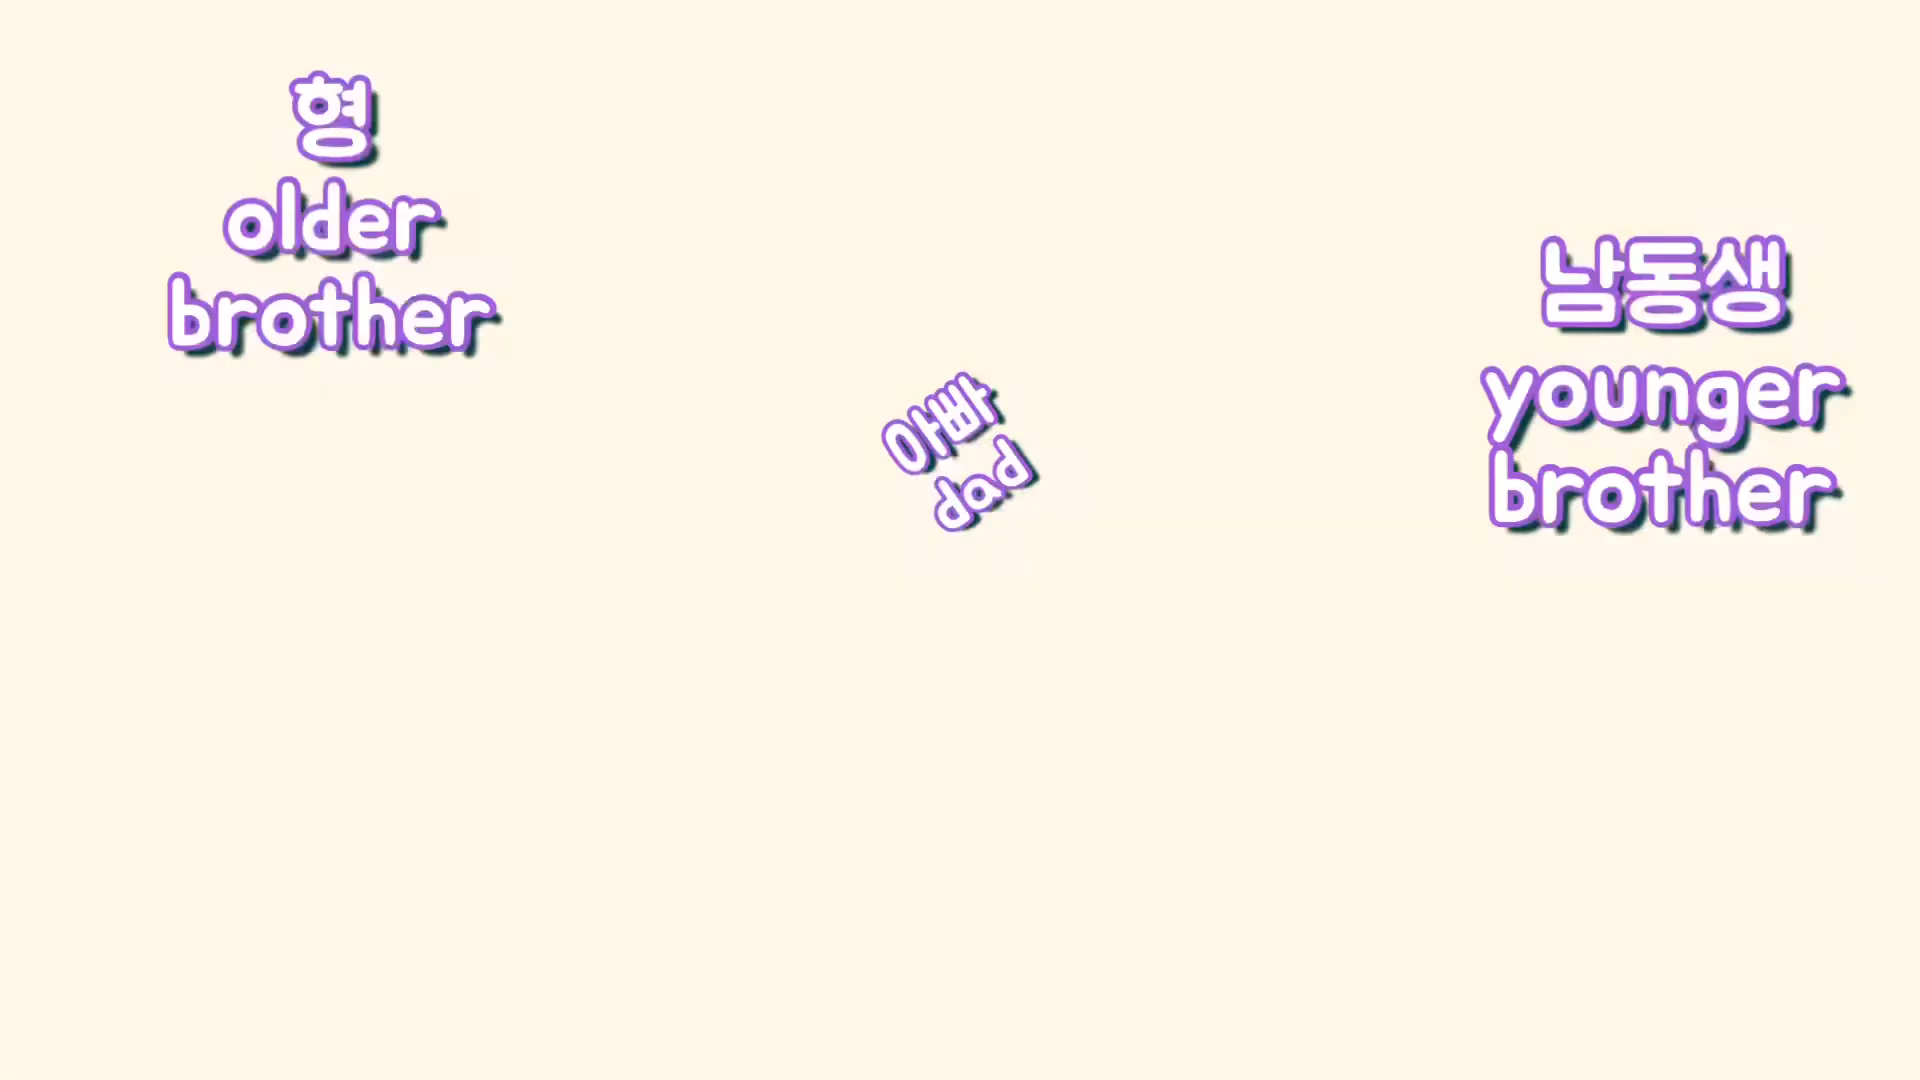 형
older
brother
아빠
dad
남동생
younger
brother